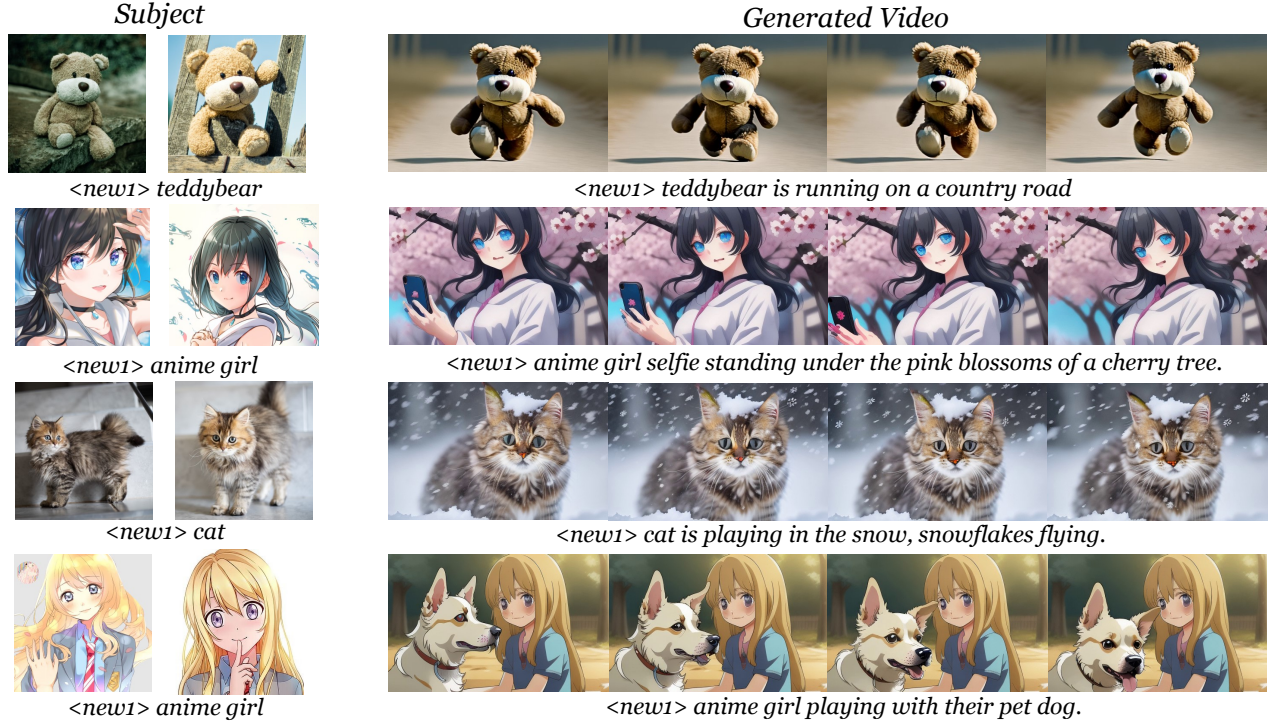 Subject
Generated Video
<new1> teddybear
<new1> teddybear is running on a country road
<new1> anime girl
<new1> anime girl selfie standing under the pink blossoms of a cherry tree.
<new1> cat
<new1> cat is playing in the snow, snowflakes flying.
<new1> anime girl
<new1> anime girl playing with their pet dog.